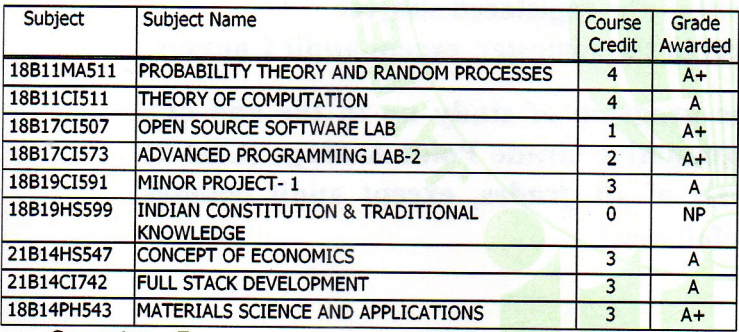 Subject Subject Name Course Credit Grade Awarded
18B11MA511 PROBABILITY THEORY AND RANDOM PROCESSES 4 A+
18B11CI511 THEORY OF COMPUTATION 4 A
18B17CI507 OPEN SOURCE SOFTWARE LAB 1 A+
18B17CI573 ADVANCED PROGRAMMING LAB-2 2 A+
18B19CI591 MINOR PROJECT- 1 3 A
18B19HS599 INDIAN CONSTITUTION & TRADITIONAL 0 NP
KNOWLEDGE
21B14HS547 CONCEPT OF ECONOMICS 3 A
21B14CI742 FULL STACK DEVELOPMENT 3 A
18B14PH543 MATERIALS SCIENCE AND APPLICATIONS 3 A+